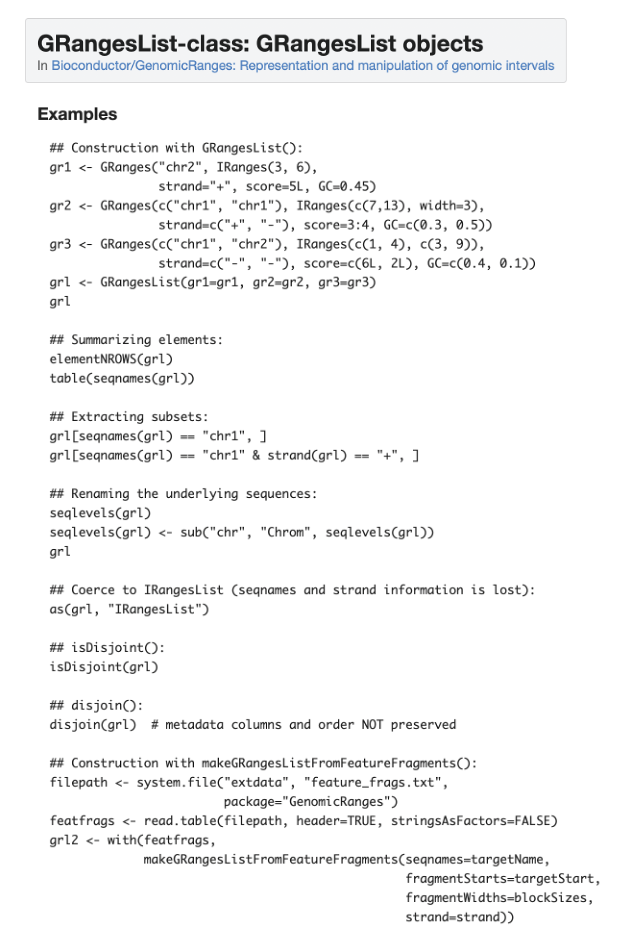 GRangesList-class: GRangesList objects
In Bioconductor/GenomicRanges: Representation and manipulation of genomic intervals
Examples
## Construction with GRangesList():
gr1 <- GRanges("chr2", IRanges(3, 6),
strand="+", score=5L, GC=0.45)
gr2 <- GRanges(c("chr1", "chr1"), IRanges(c(7,13), width=3),
strand=c("+", "-"), score=3:4, GC=c(0.3, 0.5))
gr3 <- GRanges(c("chr1", "chr2"), IRanges(c(1, 4), c(3, 9)),
strand=c("-", "-"), score=c(6L, 2L), GC=c(0.4, 0.1))
grl <- GRangesList(gr1=gr1, gr2=gr2, gr3=gr3)
grl
## Summarizing elements:
elementNROWS(grl)
table(seqnames(grl))
## Extracting subsets:
grl[seqnames(grl) == "chr1", ]
grl[seqnames(grl) == "chr1" & strand(grl) == "+", ]
## Renaming the underlying sequences:
seqlevels(grl)
seqlevels(grl) <- sub("chr", "Chrom", seqlevels(grl))
grl
## Coerce to IRangesList (seqnames and strand information is lost):
as(grl, "IRangesList")
## isDisjoint():
isDisjoint(grl)
## disjoin():
disjoin(grl)  # metadata columns and order NOT preserved
## Construction with makeGRangesListFromFeatureFragments():
filepath <- system.file("extdata", "feature_frags.txt",
package="GenomicRanges")
featfrags <- read.table(filepath, header=TRUE, stringsAsFactors=FALSE)
grl2 <- with(featfrags,
makeGRangesListFromFeatureFragments(seqnames=targetName,
fragmentStarts=targetStart,
fragmentWidths=blockSizes,
strand=strand))